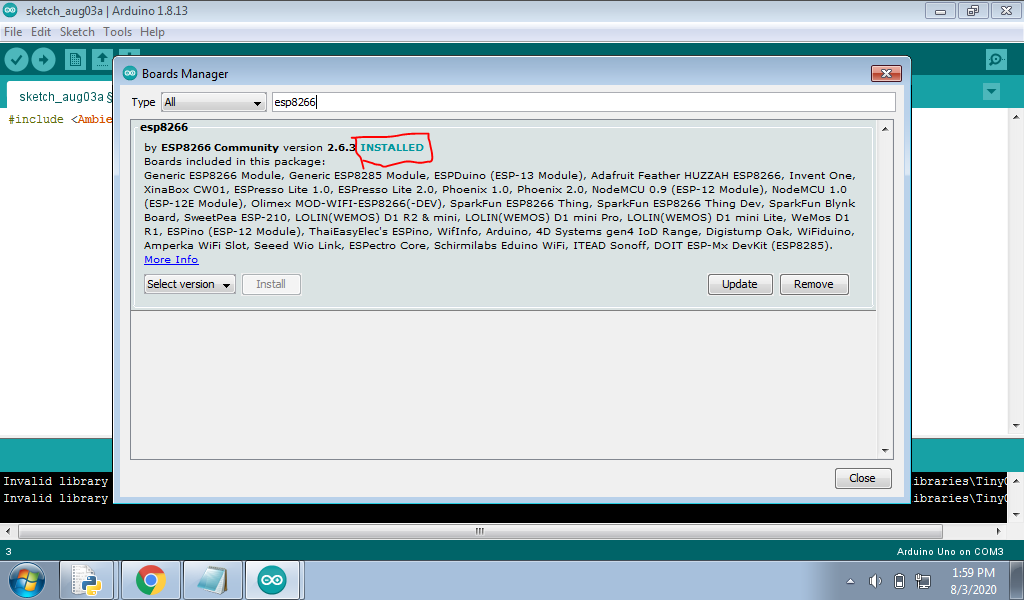 sketch_aug03a | Arduino 1.8.13
File Edit Sketch Tools Help
Boards Manager
sketch_aug03a §
Type All esp8266
#include <Ambie
esp8266
by ESP8266 Community version 2.6.3 INSTALLED
Boards included in this package:
Generic ESP8266 Module, Generic ESP8285 Module, ESPDuino (ESP-13 Module), Adafruit Feather HUZZAH ESP8266, Invent One,
XinaBox CW01, ESPresso Lite 1.0, ESPresso Lite 2.0, Phoenix 1.0, Phoenix 2.0, NodeMCU 0.9 (ESP-12 Module), NodeMCU 1.0
(ESP-12E Module), Olimex MOD-WIFI-ESP8266(-DEV), SparkFun ESP8266 Thing, SparkFun ESP8266 Thing Dev, SparkFun Blynk
Board, SweetPea ESP-210, LOLIN(WEMOS) D1 R2 & mini, LOLIN(WEMOS) D1 mini Pro, LOLIN(WEMOS) D1 mini Lite, WeMos D1
R1, ESPino (ESP-12 Module), ThaiEasyElec's ESPino, WifInfo, Arduino, 4D Systems gen4 IoD Range, Digistump Oak, WiFiduino,
Amperka WiFi Slot, Seeed Wio Link, ESPectro Core, Schirmilabs Eduino WiFi, ITEAD Sonoff, DOIT ESP-Mx DevKit (ESP8285).
More Info
Select version Install Update Remove
Close
Invalid library ibraries\Tiny
Invalid library ibraries\Tiny
3 Arduino Uno on COM3
1:59 PM
8/3/2020